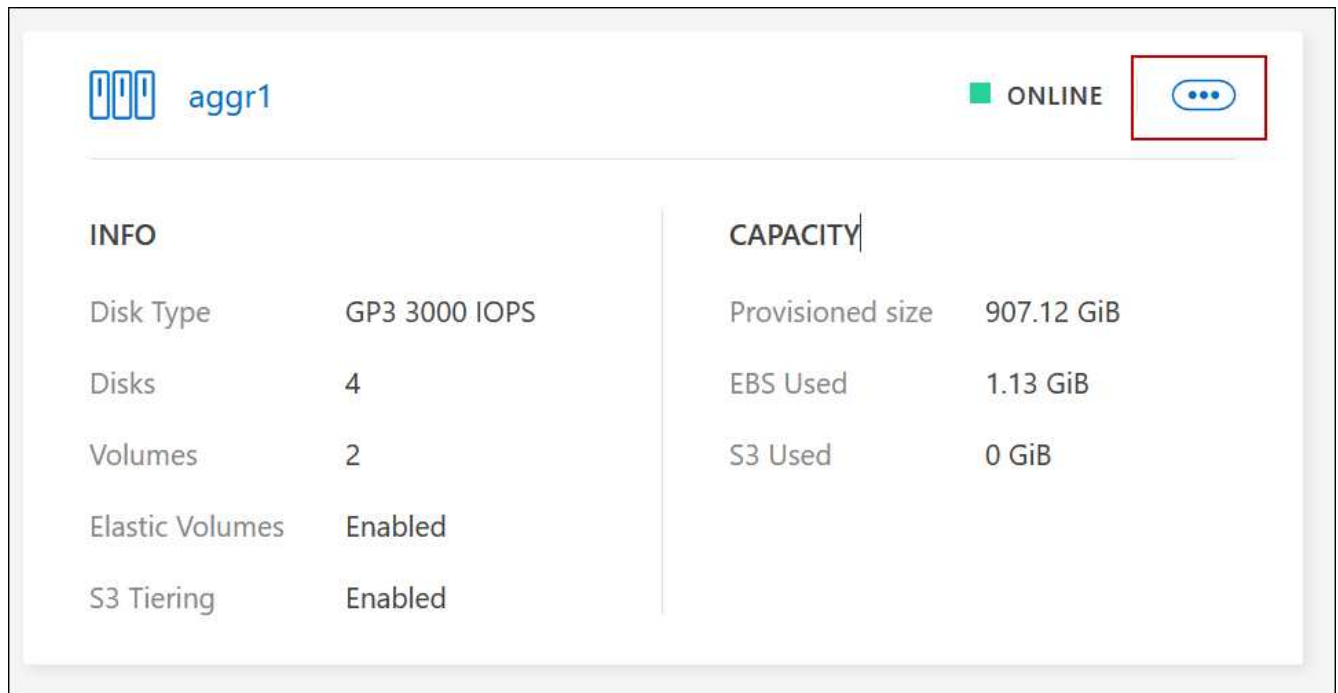 aggr1
ONLINE
INFO
Disk Type GP3 3000 IOPS
Disks 4
Volumes 2
Elastic Volumes Enabled
S3 Tiering Enabled
CAPACITY
Provisioned size 907.12 GiB
EBS Used 1.13 GiB
S3 Used 0 GiB